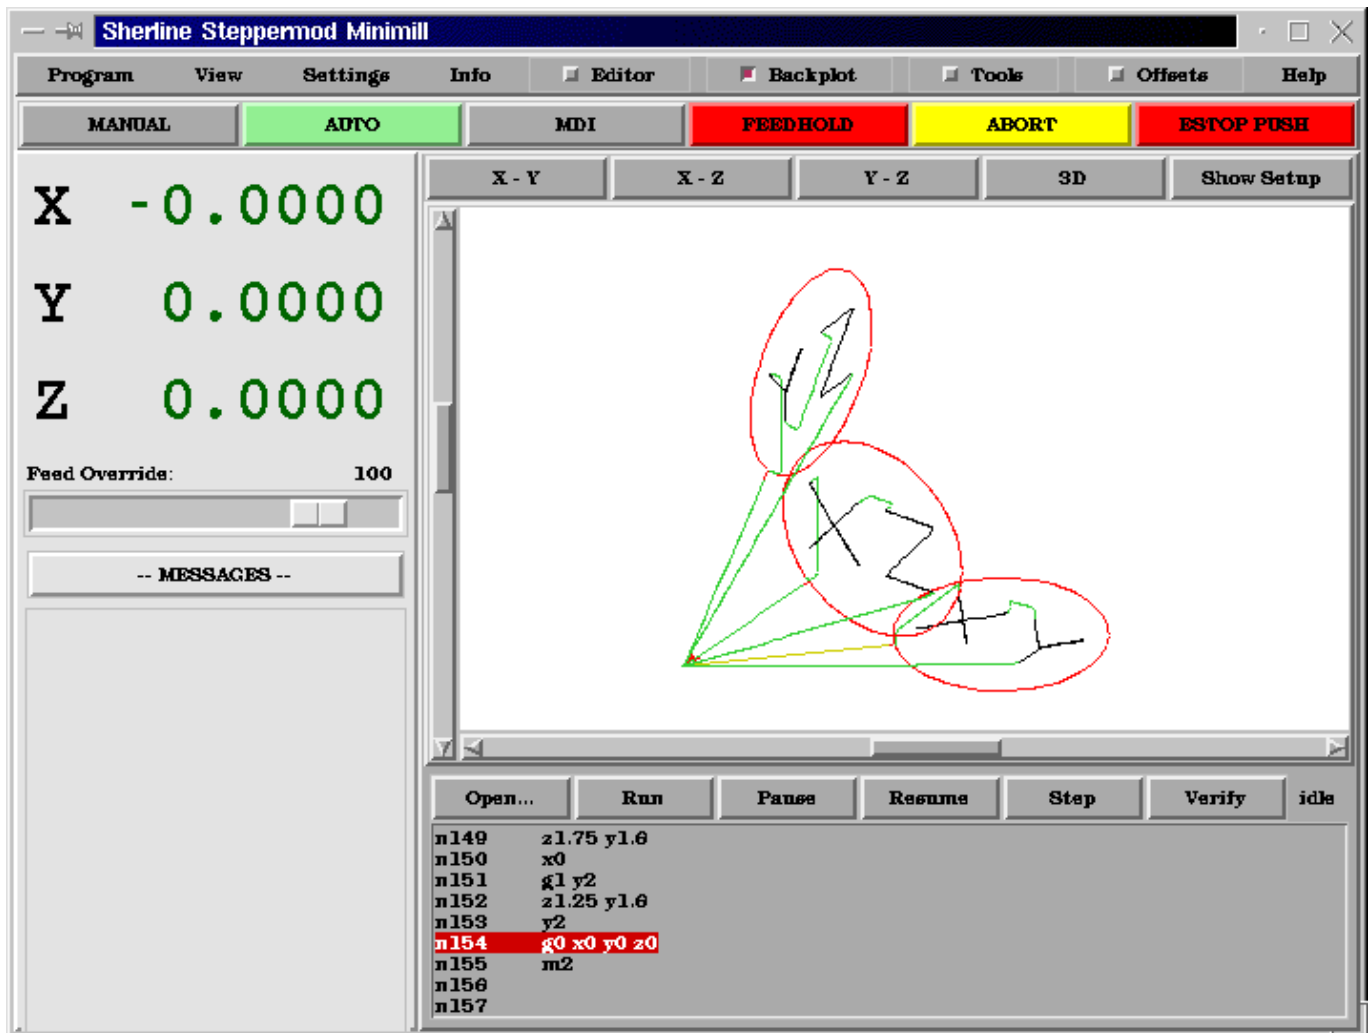 Sherline Steppermod Minimill
Program View Settings Info Editor Backplot Tools Offsets Help
MANUAL AUTO MDI FEEDHOLD ABORT ESTOP PUSH
X - Y X - Z Y - Z 3D Show Setup
X -0.0000
Y 0.0000
Z 0.0000
Feed Override: 100
-- MESSAGES --
Y Z
X Z
X Y
Open... Run Pause Resume Step Verify idle
n149 z1.75 y1.6
n150 x0
n151 g1 y2
n152 z1.25 y1.6
n153 y2
n154 g0 x0 y0 z0
n155 m2
n156
n157